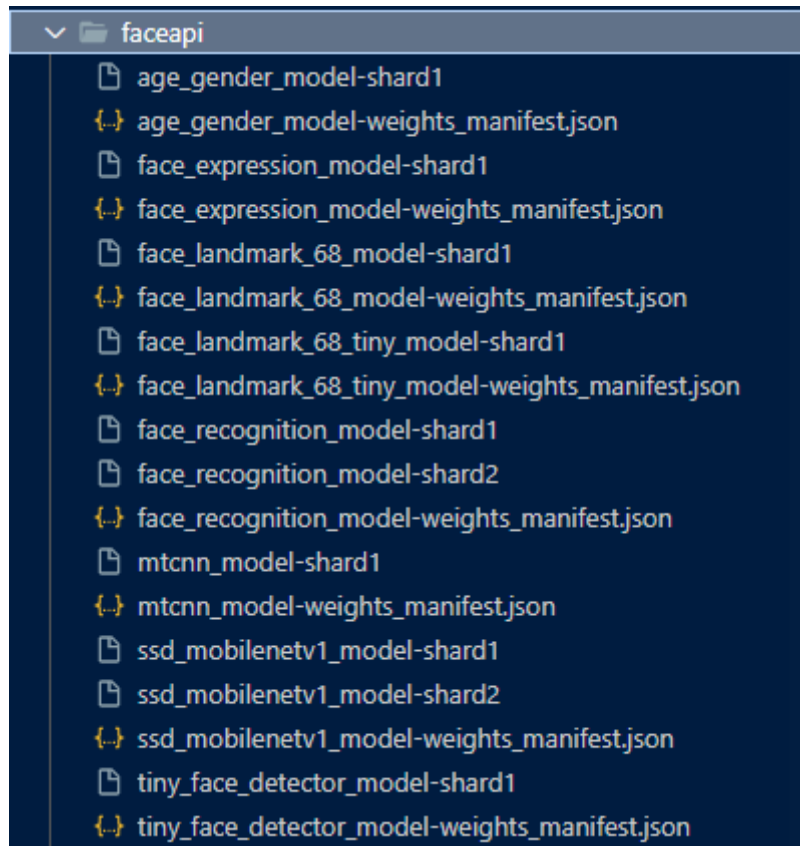 faceapi
age_gender_model-shard1
{..} age_gender_model-weights_manifest.json
face_expression_model-shard1
{..} face_expression_model-weights_manifest.json
face_landmark_68_model-shard1
{..} face_landmark_68_model-weights_manifest.json
face_landmark_68_tiny_model-shard1
{..} face_landmark_68_tiny_model-weights_manifest.json
face_recognition_model-shard1
face_recognition_model-shard2
{..} face_recognition_model-weights_manifest.json
mtcnn_model-shard1
{..} mtcnn_model-weights_manifest.json
ssd_mobilenetv1_model-shard1
ssd_mobilenetv1_model-shard2
{..} ssd_mobilenetv1_model-weights_manifest.json
tiny_face_detector_model-shard1
{..} tiny_face_detector_model-weights_manifest.json